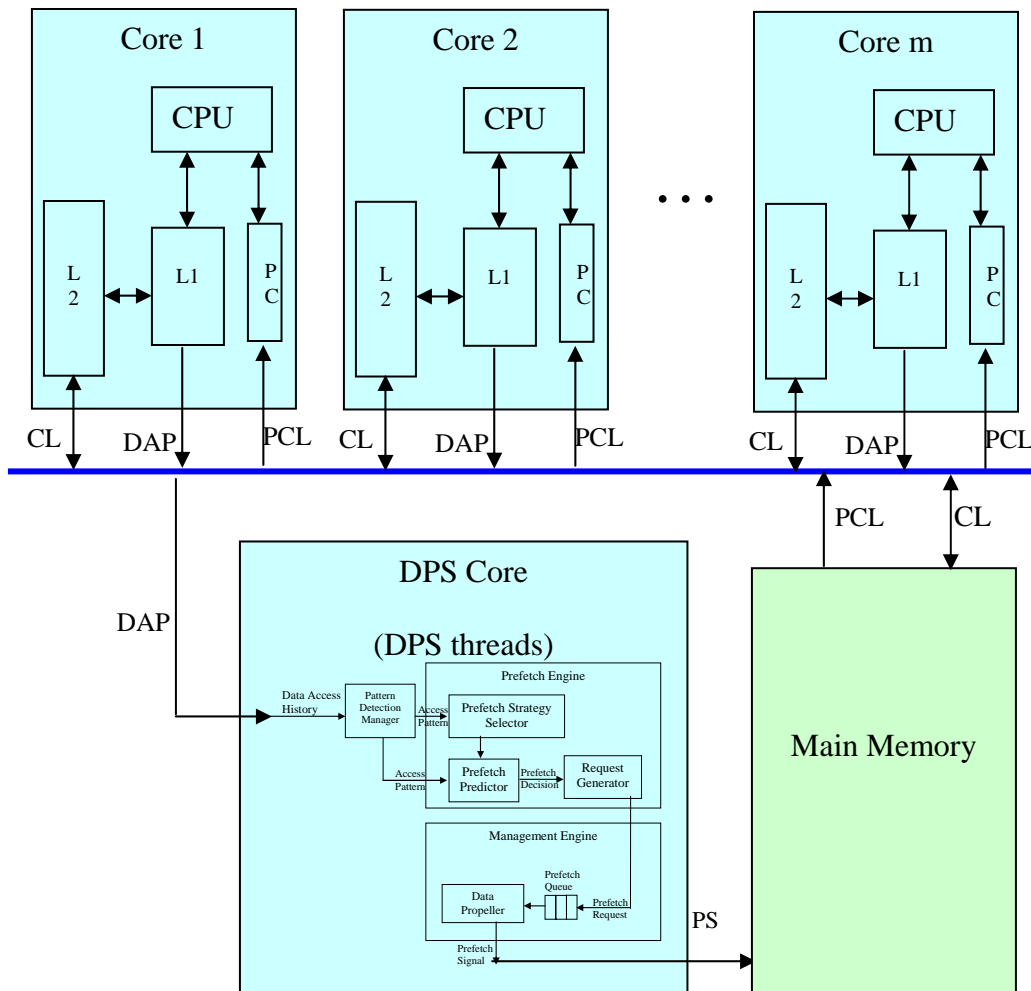 Core 1
Core 2
Core m
CPU
CPU
CPU
L
2
L1
P
C
L
2
L1
P
C
. . .
L
2
L1
P
C
CL
DAP
PCL
CL
DAP
PCL
CL
DAP
PCL
PCL
CL
DAP
DPS Core
(DPS threads)
Prefetch Engine
Data Access
History
Pattern
Detection
Manager
Access
Pattern
Prefetch Strategy
Selector
Access
Pattern
Prefetch
Predictor
Prefetch
Decision
Request
Generator
Management Engine
Prefetch
Queue
Data
Propeller
Prefetch
Request
Prefetch
Signal
PS
Main Memory